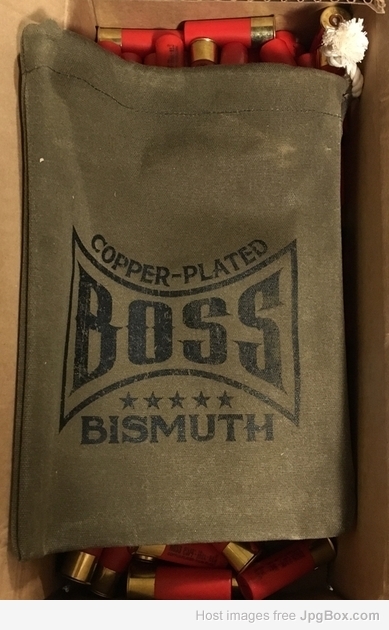 COPPER-PLATED
BOSS
BISMUTH
Host images free JpgBox.com